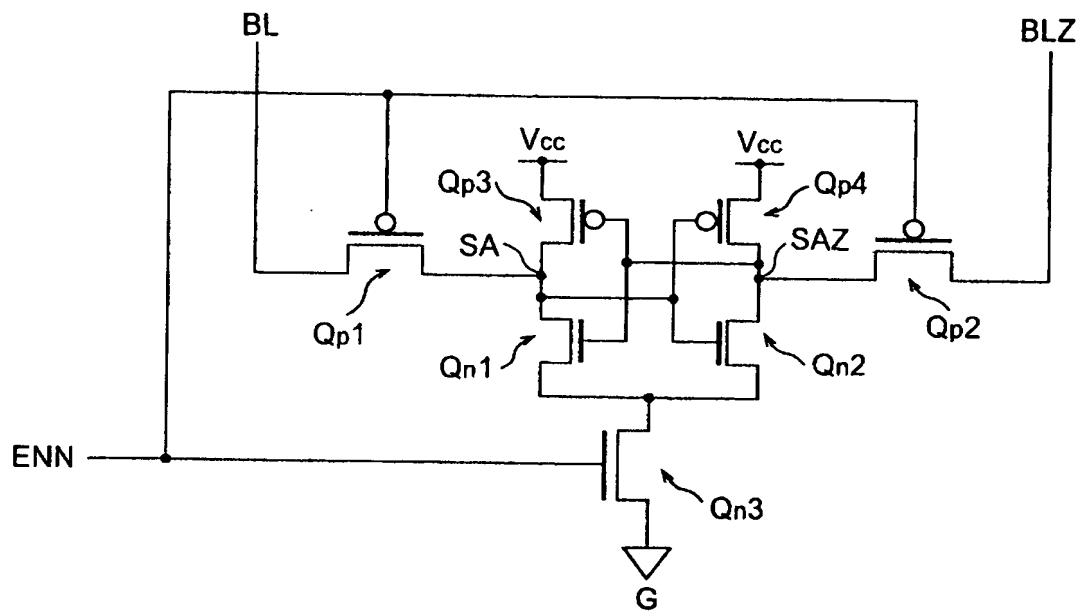 BL
BLZ
Vcc
Vcc
Qp3
Qp4
SA
SAZ
Qp1
Qp2
Qn1
Qn2
ENN
Qn3
G